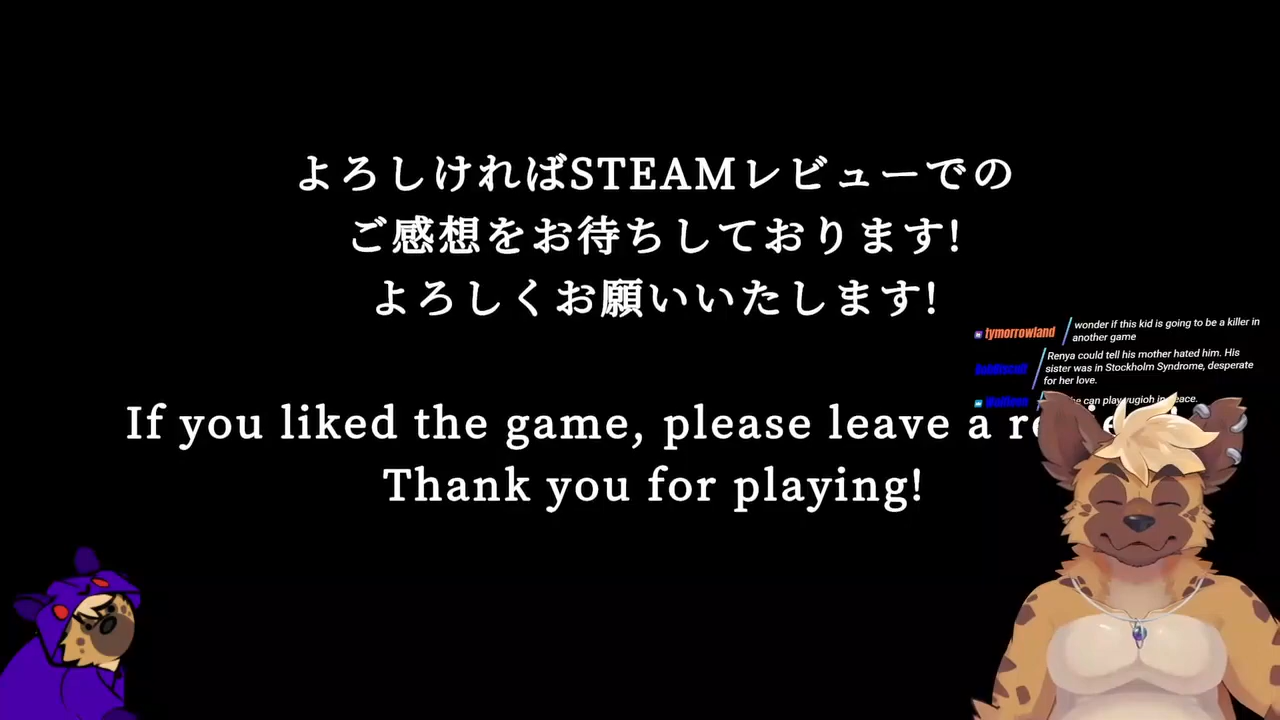 よろしければSTEAMレビューでの
ご感想をお待ちしております!
よろしくお願いいたします!
If you liked the game, please leave a
Thank you for playing!
tymorrowland
wonder if this kid is going to be a killer in
another game
Renya could tell his mother hated him. His
sister was in Stockholm Syndrome, desperate
for her love.
he can play yugioh in peace.